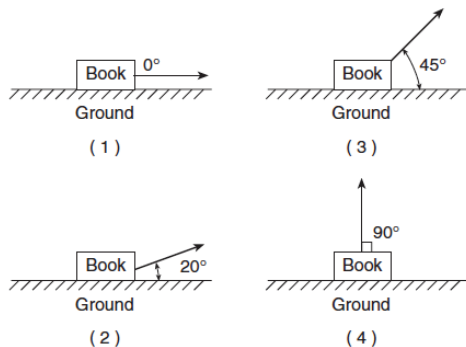 Book 0°
Ground
( 1 )
Book 20°
Ground
( 2 )
Book 45°
Ground
( 3 )
90°
Book
Ground
( 4 )